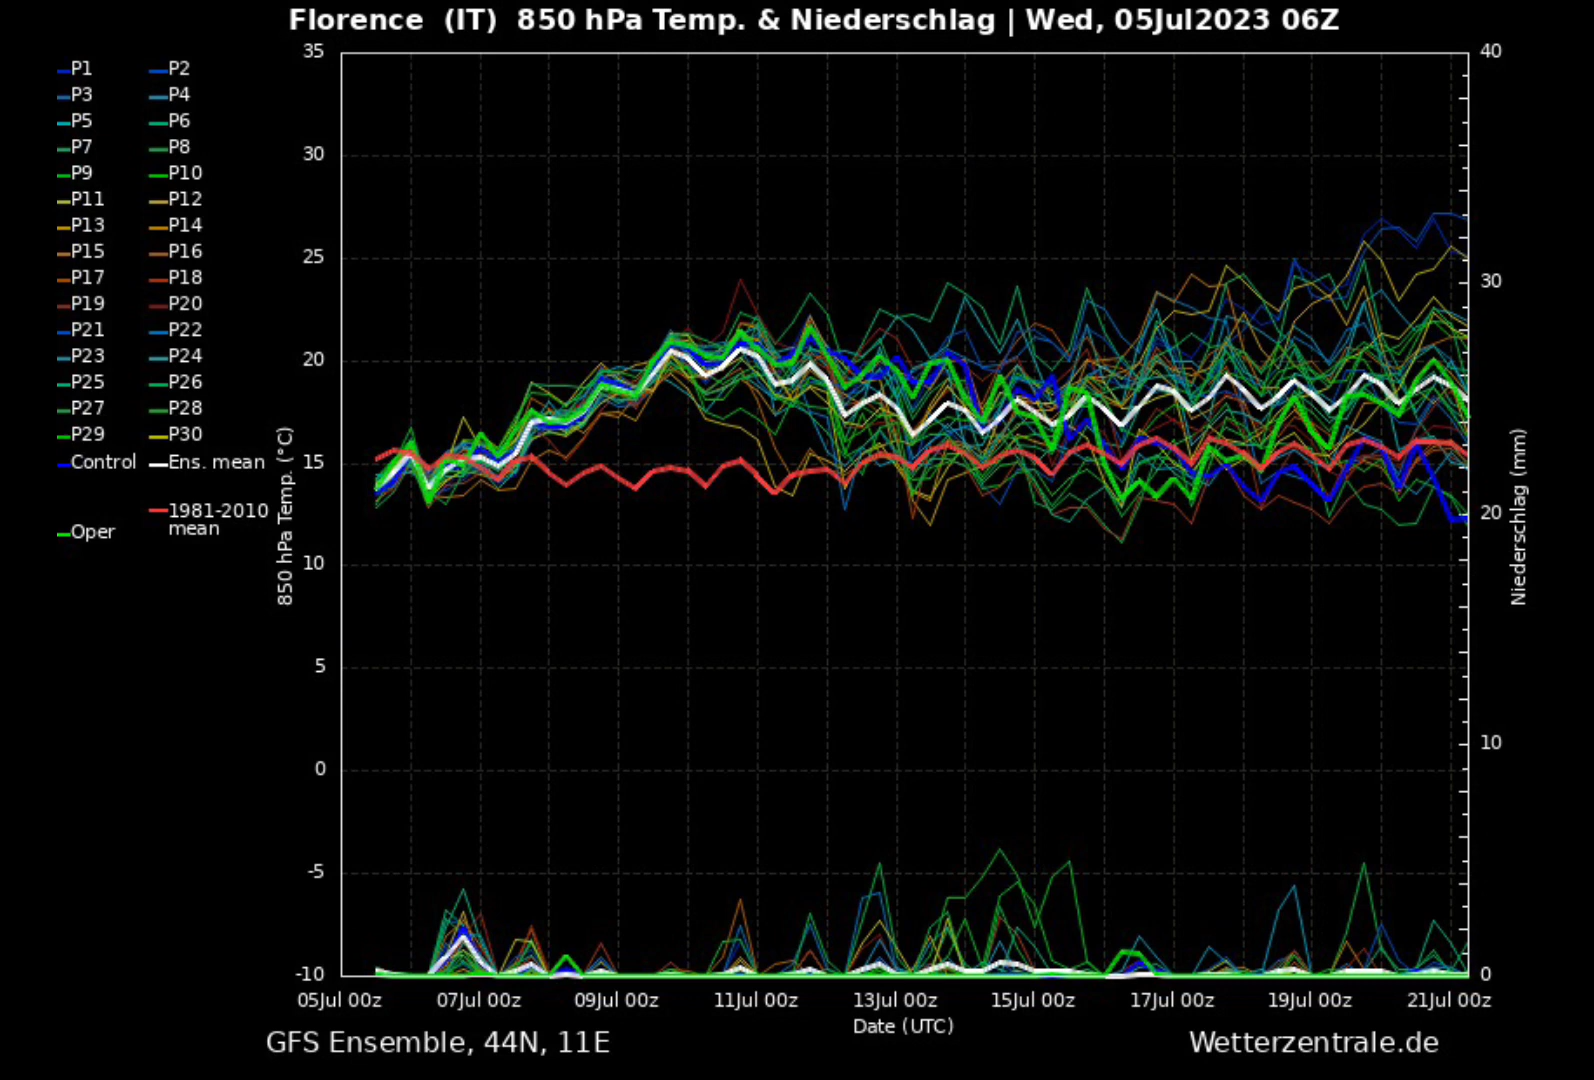 Florence (IT) 850 hPa Temp. & Niederschlag | Wed, 05Jul2023 06Z
P1 P2
P3 P4
P5 P6
P7 P8
P9 P10
P11 P12
P13 P14
P15 P16
P17 P18
P19 P20
P21 P22
P23 P24
P25 P26
P27 P28
P29 P30
Control Ens. mean
1981-2010
mean
Oper
850 hPa Temp. (°C)
35
30
25
20
15
10
5
0
-5
-10
40
30
20
10
0
Niederschlag (mm)
05Jul 00z 07Jul 00z 09Jul 00z 11Jul 00z 13Jul 00z 15Jul 00z 17Jul 00z 19Jul 00z 21Jul 00z
Date (UTC)
GFS Ensemble, 44N, 11E
Wetterzentrale.de